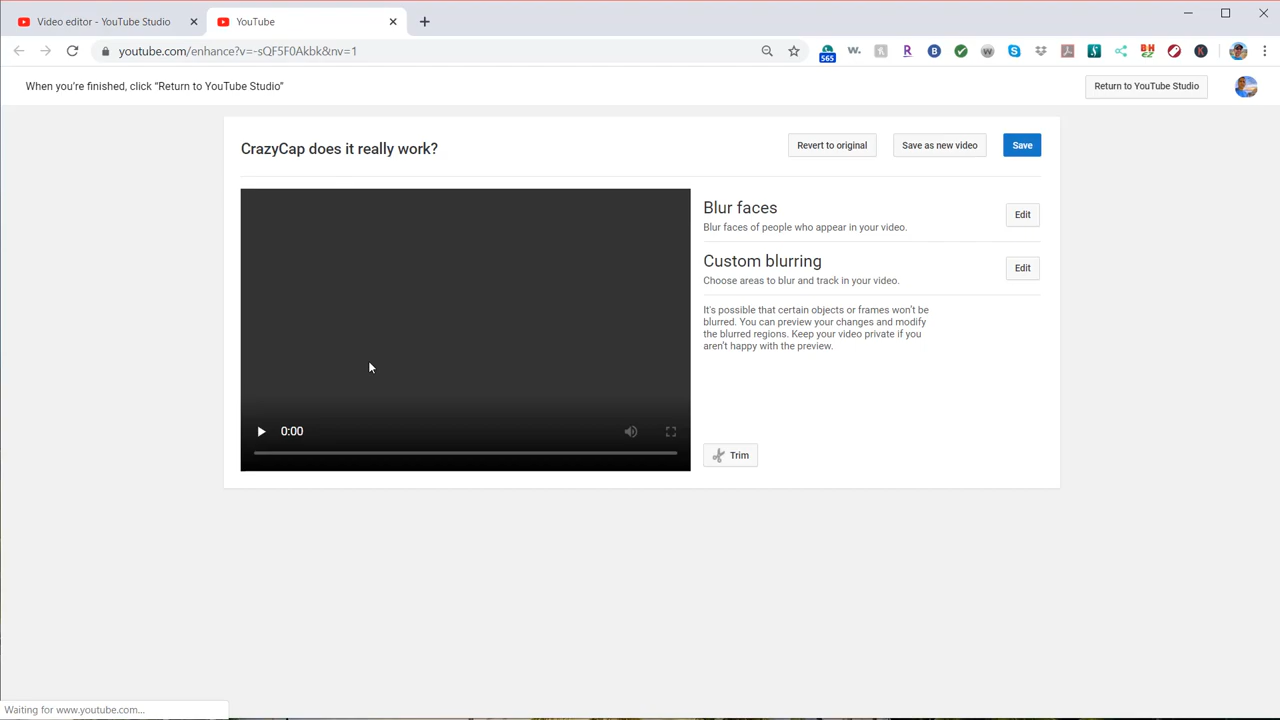 Video editor - YouTube Studio
YouTube
youtube.com/enhance?v=-sQF5F0Akbk&nv=1
565
w.
R
B
W
S
BH
EZ
K
When you're finished, click "Return to YouTube Studio"
Return to YouTube Studio
CrazyCap does it really work?
Revert to original
Save as new video
Save
Blur faces
Blur faces of people who appear in your video.
Edit
Custom blurring
Choose areas to blur and track in your video.
Edit
It's possible that certain objects or frames won't be
blurred. You can preview your changes and modify
the blurred regions. Keep your video private if you
aren't happy with the preview.
0:00
Trim
Waiting for www.youtube.com...